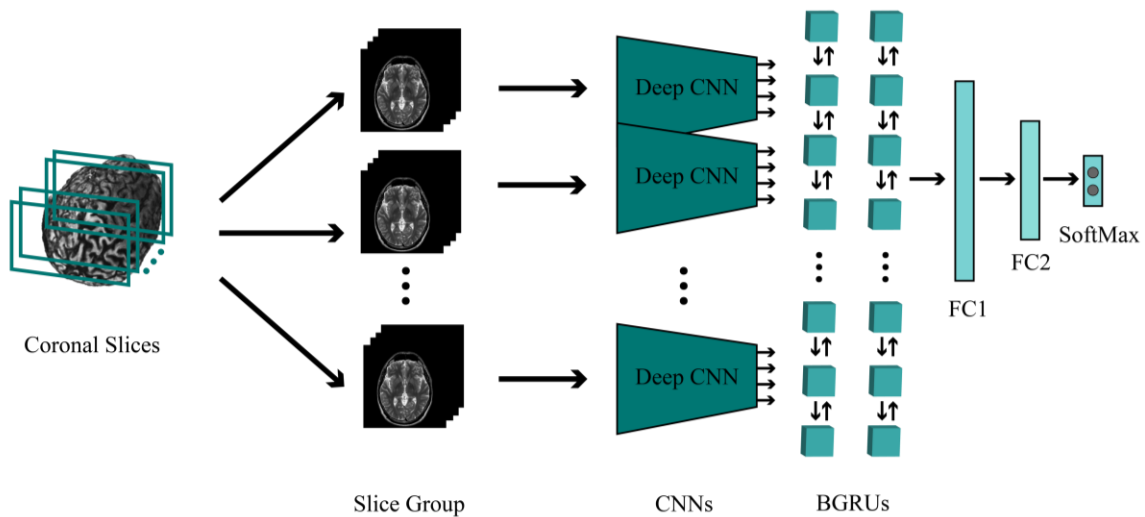 Deep CNN
Deep CNN
Deep CNN
SoftMax
FC2
FC1
Coronal Slices
Slice Group
CNNs
BGRUs